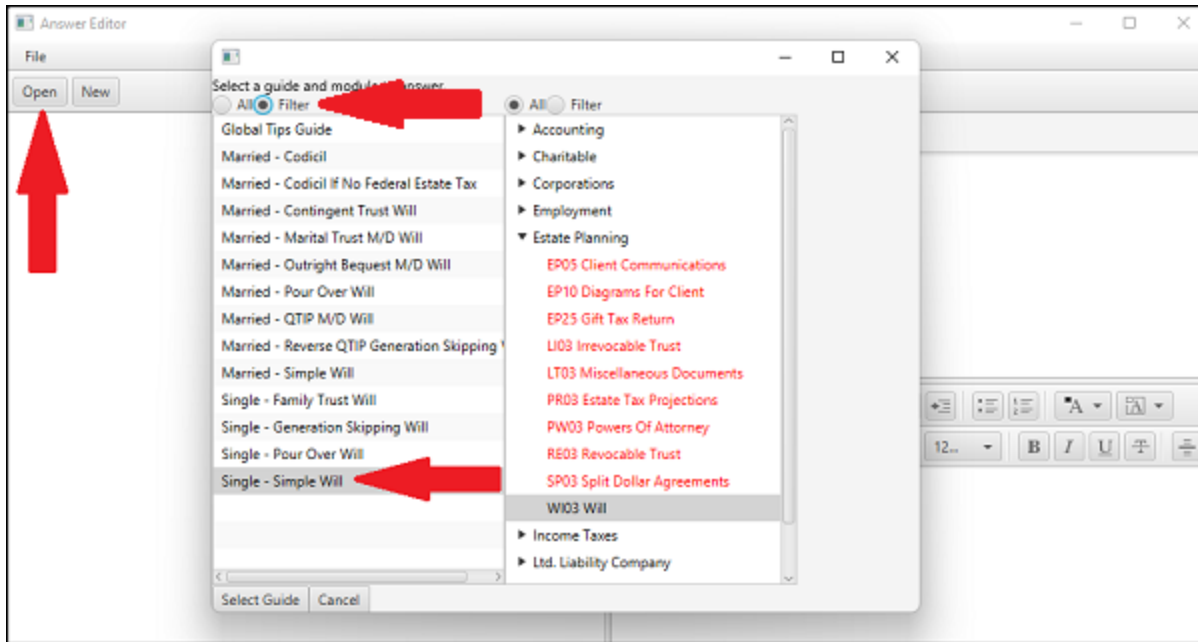 Answer Editor
File
Open New
Select a guide and module
All Filter
All Filter
Global Tips Guide
Married - Codicil
Married - Codicil If No Federal Estate Tax
Married - Contingent Trust Will
Married - Marital Trust M/D Will
Married - Outright Bequest M/D Will
Married - Pour Over Will
Married - QTIP M/D Will
Married - Reverse QTIP Generation Skipping
Married - Simple Will
Single - Family Trust Will
Single - Generation Skipping Will
Single - Pour Over Will
Single - Simple Will
Accounting
Charitable
Corporations
Employment
Estate Planning
EP05 Client Communications
EP10 Diagrams For Client
EP25 Gift Tax Return
LI03 Irrevocable Trust
LT03 Miscellaneous Documents
PR03 Estate Tax Projections
PW03 Powers Of Attorney
RE03 Revocable Trust
SP03 Split Dollar Agreements
WI03 Will
Income Taxes
Ltd. Liability Company
Select Guide Cancel
A A
12... B I U T